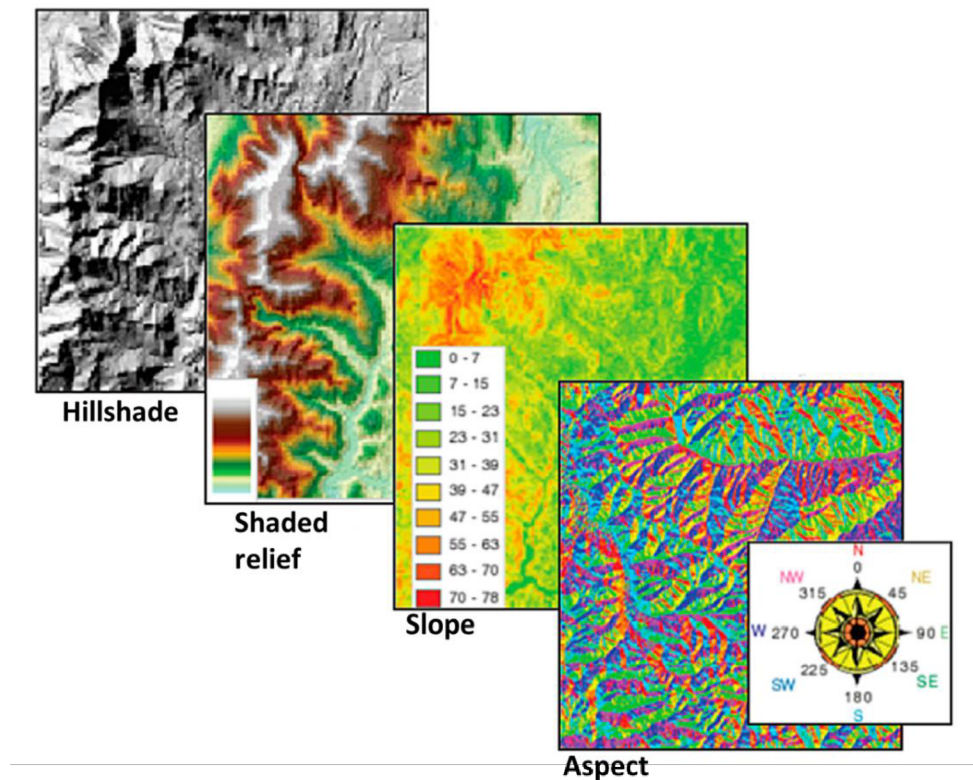 Hillshade
Shaded
relief
0 - 7
7 - 15
15 - 23
23 - 31
31 - 39
39 - 47
47 - 55
55 - 63
63 - 70
70 - 78
Slope
N
NW 0 NE
315 45
W 270 90 E
225 135
SW 180 SE
S
Aspect